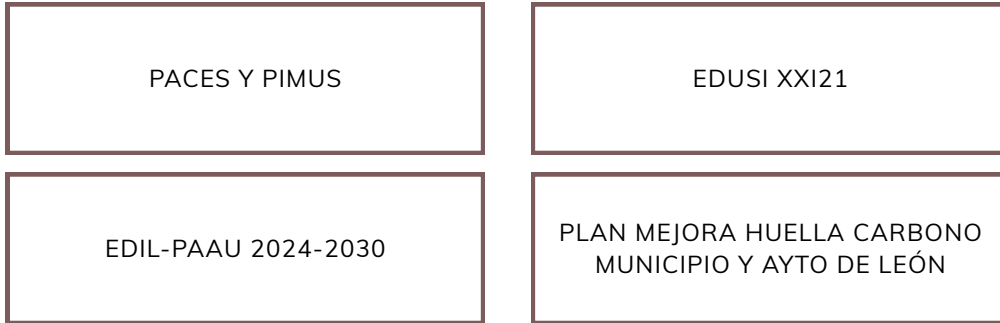 PACES Y PIMUS
EDUSI XXI21
EDIL-PAAU 2024-2030
PLAN MEJORA HUELLA CARBONO
MUNICIPIO Y AYTO DE LEÓN